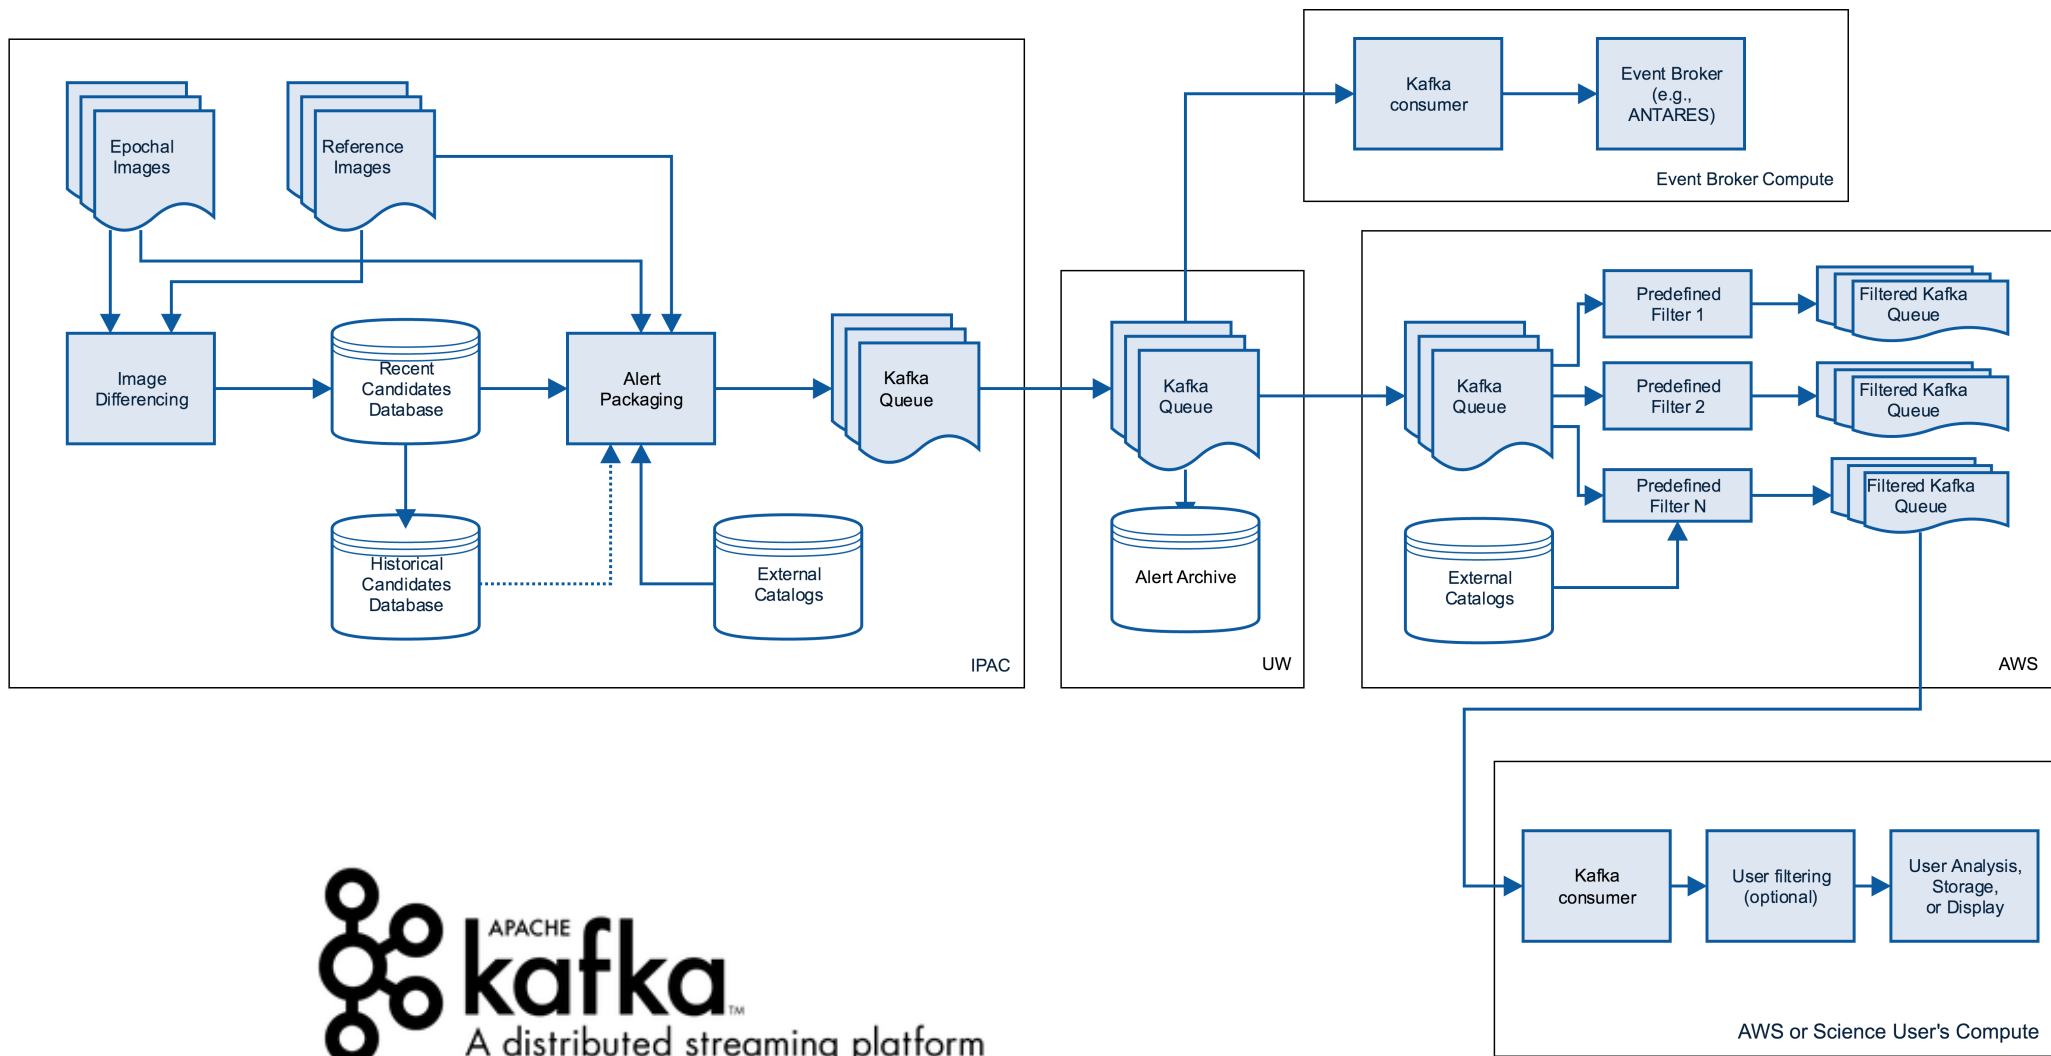 Epochal
Images
Reference
Images
Image
Differencing
Recent
Candidates
Database
Alert
Packaging
Kafka
Queue
Historical
Candidates
Database
External
Catalogs
IPAC
Kafka
Queue
Alert Archive
UW
Kafka
consumer
Event Broker
(e.g.,
ANTARES)
Event Broker Compute
Kafka
Queue
Predefined
Filter 1
Filtered Kafka
Queue
Predefined
Filter 2
Filtered Kafka
Queue
Predefined
Filter N
Filtered Kafka
Queue
External
Catalogs
AWS
Kafka
consumer
User filtering
(optional)
User Analysis,
Storage,
or Display
AWS or Science User's Compute
APACHE
kafka™
A distributed streaming platform